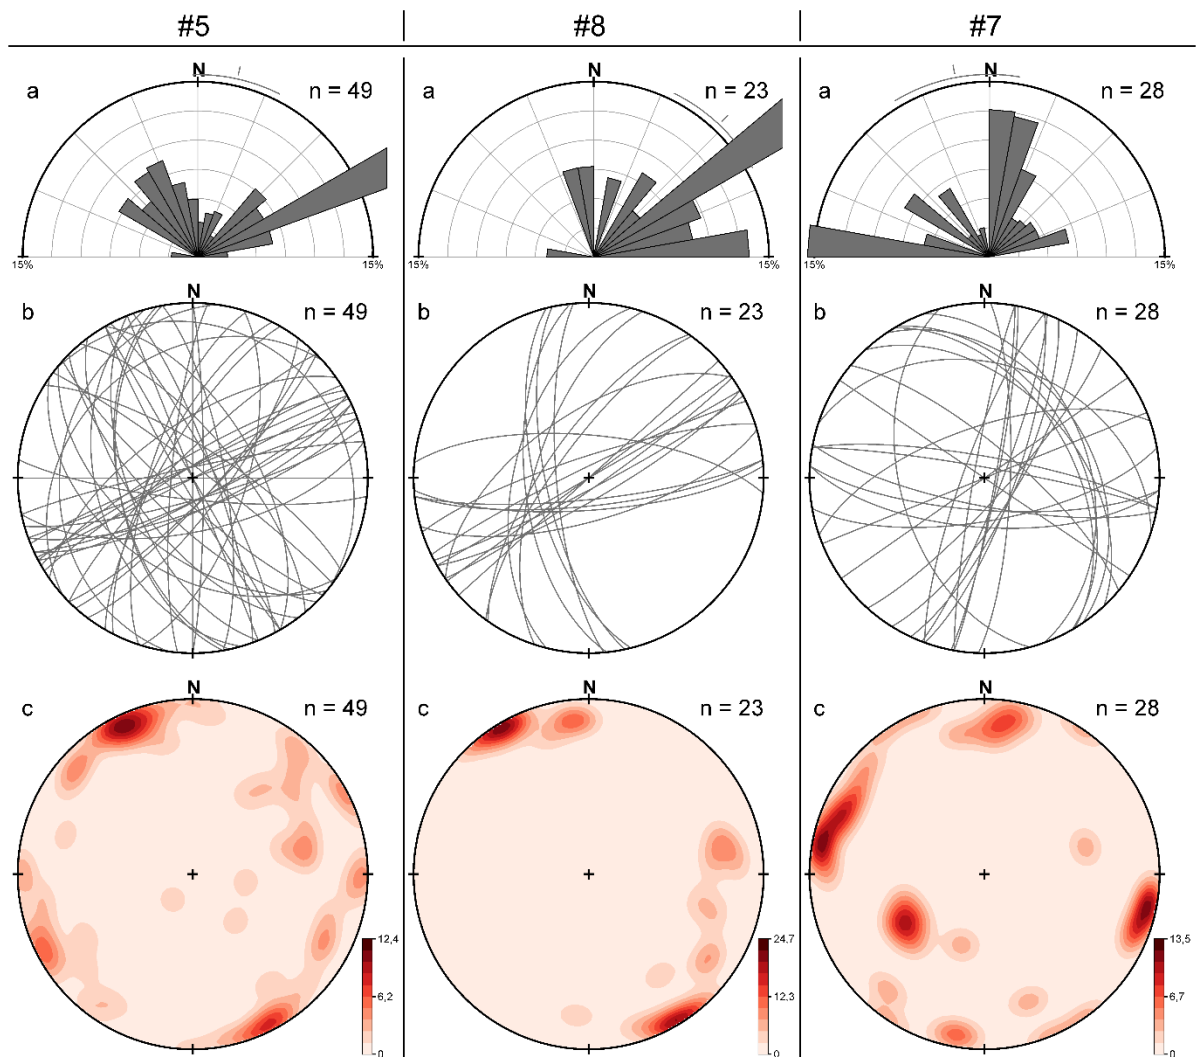 #5 #8 #7
a N n = 49
15% 15%
a N n = 23
15% 15%
a N n = 28
15% 15%
b N n = 49
b N n = 23
b N n = 28
c N n = 49
12,4
6,2
0
c N n = 23
24,7
12,3
0
c N n = 28
13,5
6,7
0